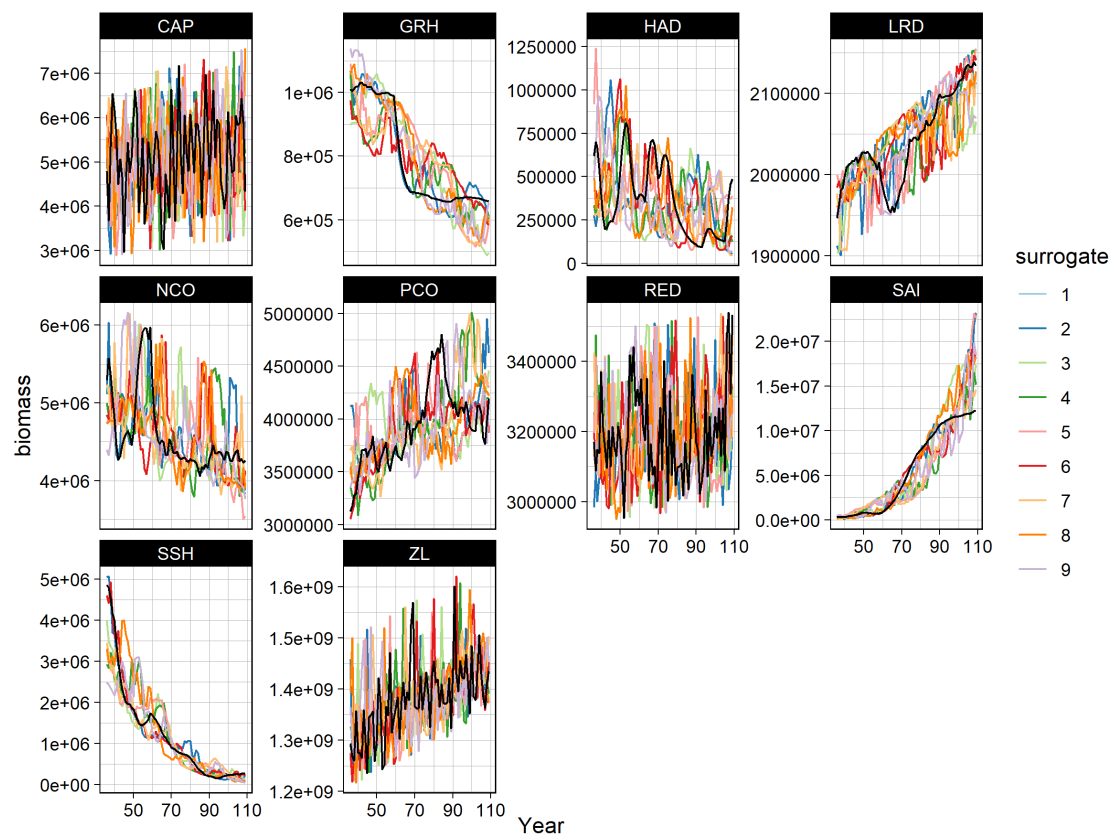 CAP GRH HAD LRD
7e+06
6e+06
5e+06
4e+06
3e+06
1e+06
8e+05
6e+05
1250000
1000000
750000
500000
250000
0
2100000
2000000
1900000
NCO PCO RED SAI
6e+06
5e+06
4e+06
5000000
4500000
4000000
3500000
3000000
3400000
3200000
3000000
2.0e+07
1.5e+07
1.0e+07
5.0e+06
0.0e+00
50 70 90 110 50 70 90 110
SSH ZL
5e+06
4e+06
3e+06
2e+06
1e+06
0e+00
1.6e+09
1.5e+09
1.4e+09
1.3e+09
1.2e+09
50 70 90 110 50 70 90 110
Year
biomass
surrogate
1
2
3
4
5
6
7
8
9